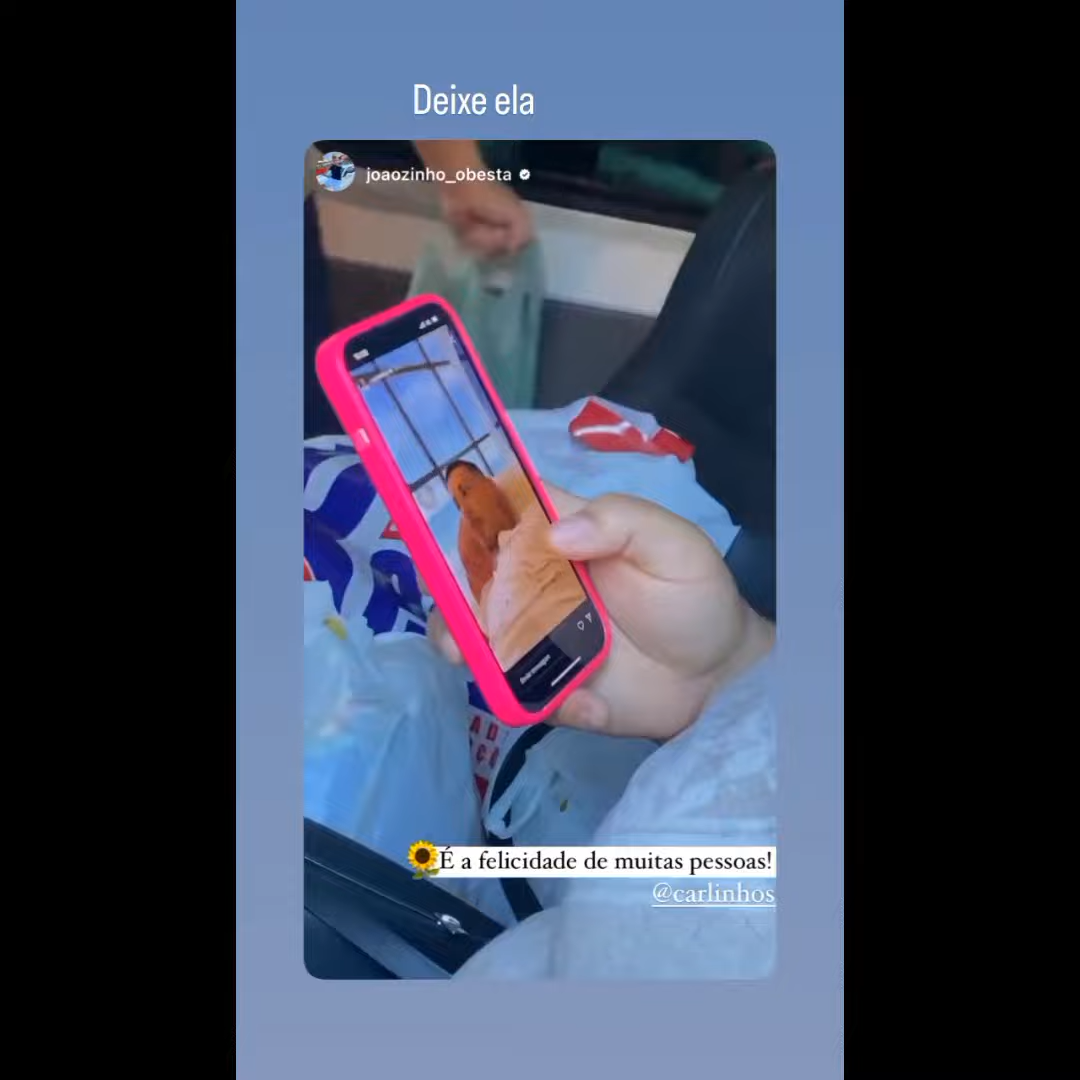 Deixe ela
joaozinho_obesta
É a felicidade de muitas pessoas!
@carlinhos